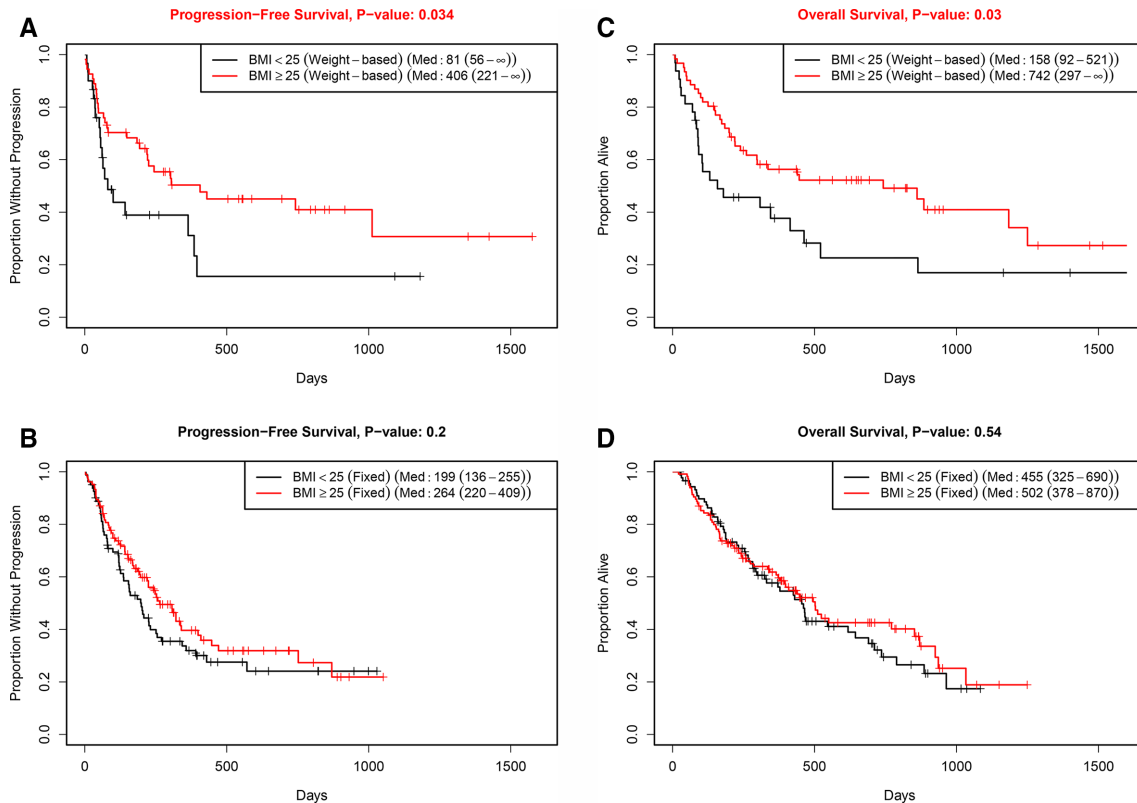 A
Progression−Free Survival, P−value: 0.034
BMI < 25 (Weight−based) (Med : 81 (56−∞))
BMI ≥ 25 (Weight−based) (Med : 406 (221−∞))
Proportion Without Progression
0.0 0.2 0.4 0.6 0.8 1.0
0 500 1000 1500
Days
C
Overall Survival, P−value: 0.03
BMI < 25 (Weight−based) (Med : 158 (92−521))
BMI ≥ 25 (Weight−based) (Med : 742 (297−∞))
Proportion Alive
0.0 0.2 0.4 0.6 0.8 1.0
0 500 1000 1500
Days
B
Progression−Free Survival, P−value: 0.2
BMI < 25 (Fixed) (Med : 199 (136−255))
BMI ≥ 25 (Fixed) (Med : 264 (220−409))
Proportion Without Progression
0.0 0.2 0.4 0.6 0.8 1.0
0 500 1000 1500
Days
D
Overall Survival, P−value: 0.54
BMI < 25 (Fixed) (Med : 455 (325−690))
BMI ≥ 25 (Fixed) (Med : 502 (378−870))
Proportion Alive
0.0 0.2 0.4 0.6 0.8 1.0
0 500 1000 1500
Days